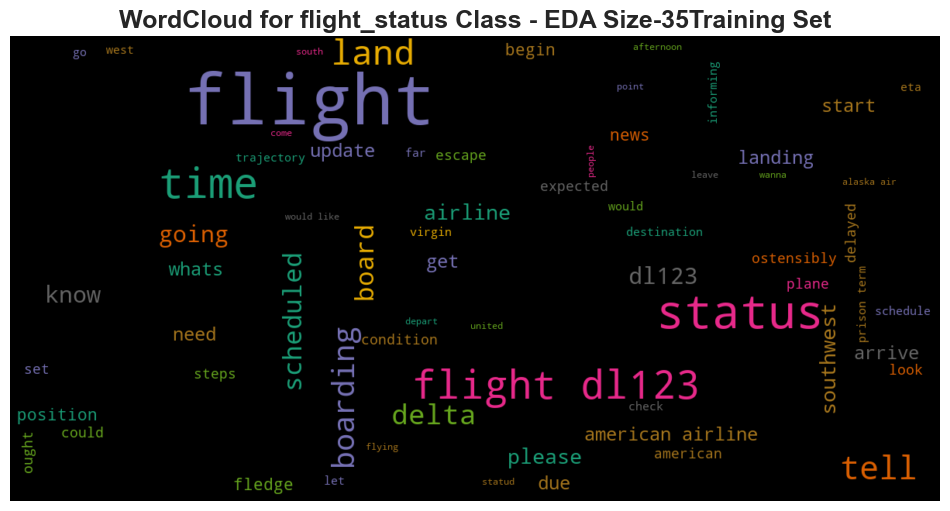 WordCloud for flight_status Class - EDA Size-35Training Set
go
west
south
land
begin
afternoon
flight
informing
point
eta
start
come
news
trajectory
update
far
escape
people
landing
time
expected
leave
wanna
alaska air
would like
airline
would
delayed
going
virgin
board
destination
whats
get
ostensibly
know
scheduled
dl123
plane
prison term
status
schedule
depart
united
southwest
need
boarding
condition
arrive
set
steps
flight dl123
look
position
delta
check
could
american airline
ought
flying
please
american
tell
fledge
let
statud
due